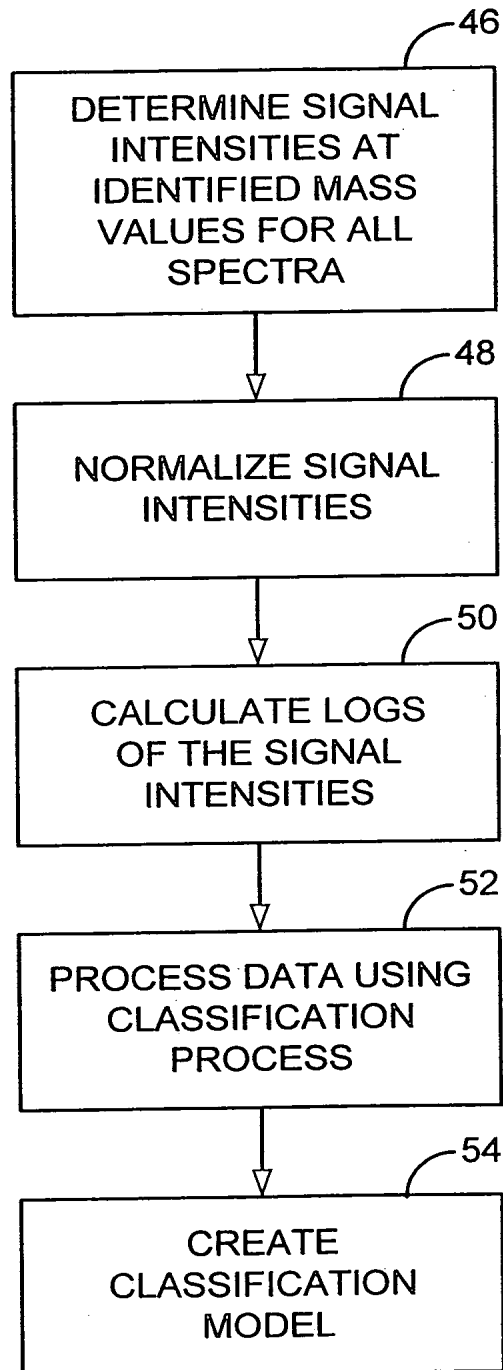 46
DETERMINE SIGNAL
INTENSITIES AT
IDENTIFIED MASS
VALUES FOR ALL
SPECTRA
48
NORMALIZE SIGNAL
INTENSITIES
50
CALCULATE LOGS
OF THE SIGNAL
INTENSITIES
52
PROCESS DATA USING
CLASSIFICATION
PROCESS
54
CREATE
CLASSIFICATION
MODEL